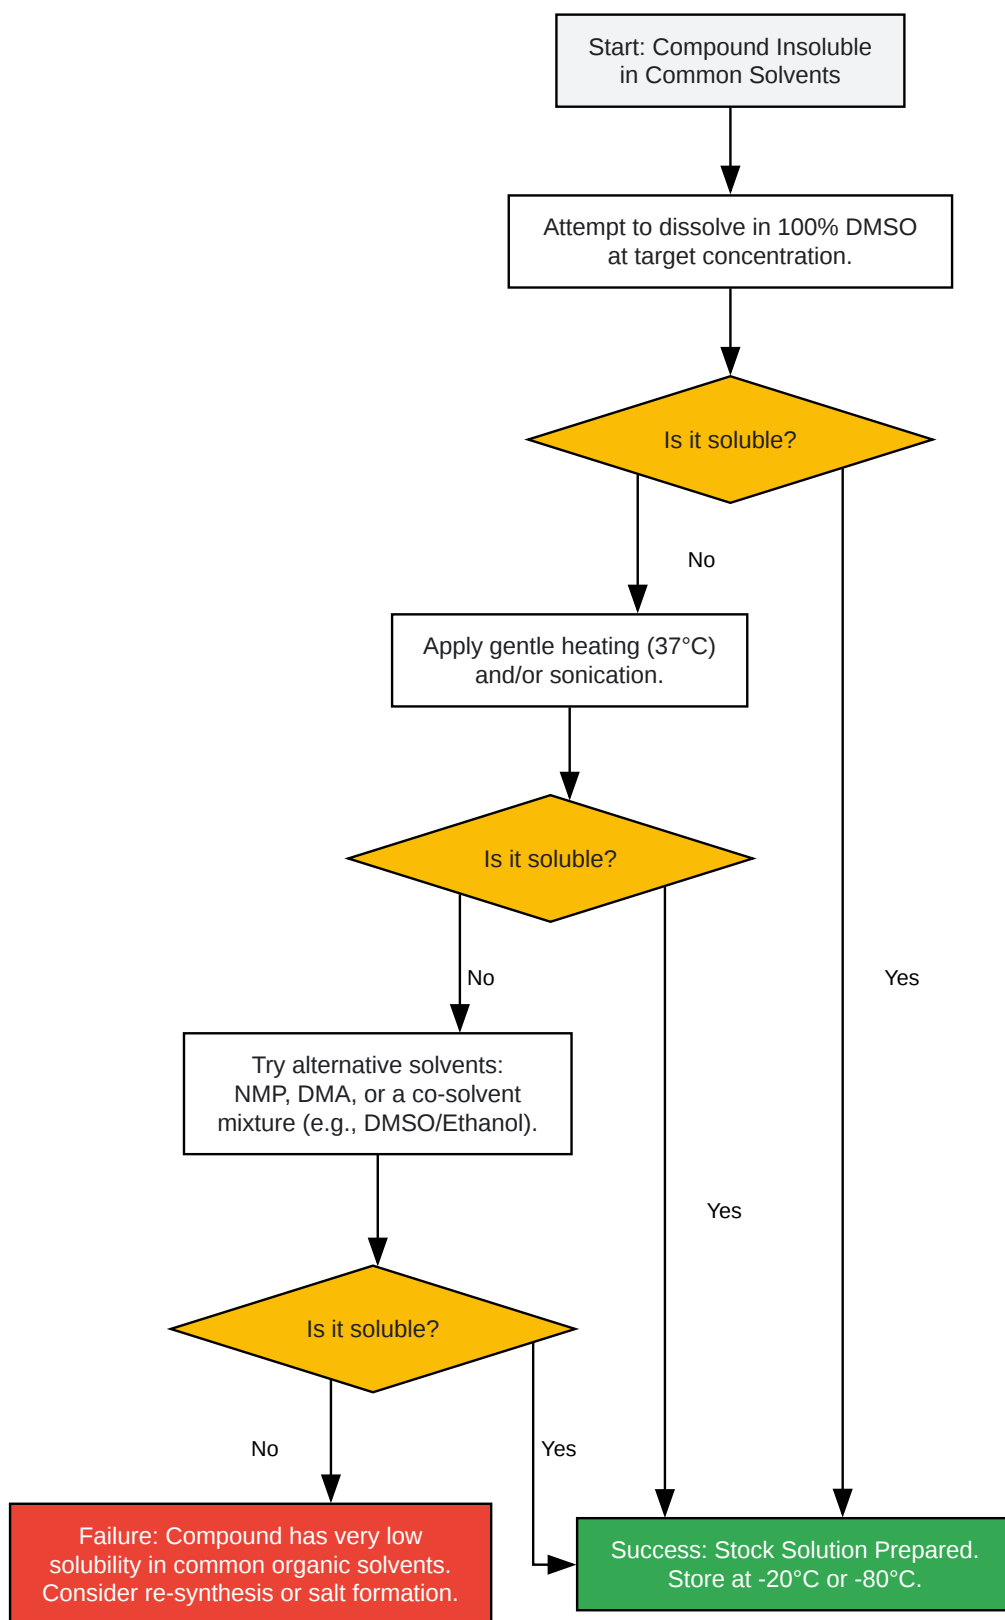 Start: Compound Insoluble
in Common Solvents
Attempt to dissolve in 100% DMSO
at target concentration.
Is it soluble?
No
Apply gentle heating (37°C)
and/or sonication.
Is it soluble?
No
Yes
Try alternative solvents:
NMP, DMA, or a co-solvent
mixture (e.g., DMSO/Ethanol).
Yes
Is it soluble?
No
Yes
Failure: Compound has very low
solubility in common organic solvents.
Consider re-synthesis or salt formation.
Success: Stock Solution Prepared.
Store at -20°C or -80°C.